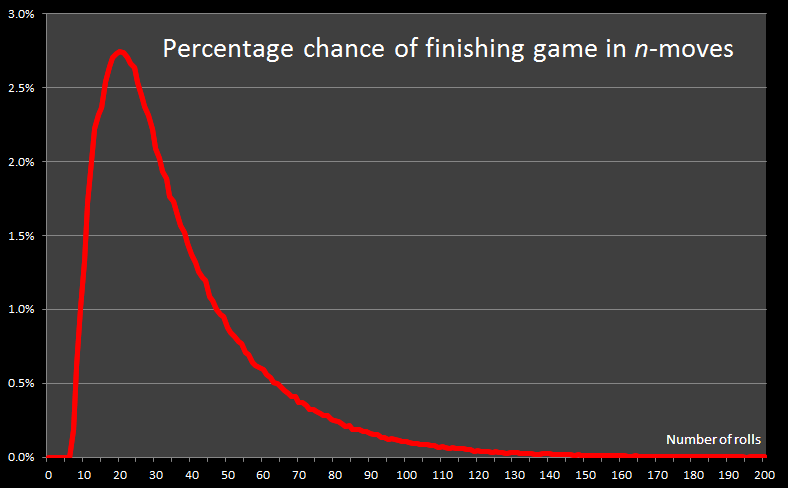 3.0%
Percentage chance of finishing game in n-moves
2.5%
2.0%
1.5%
1.0%
0.5%
Number of rolls
0.0%
0 10 20 30 40 50 60 70 80 90 100 110 120 130 140 150 160 170 180 190 200